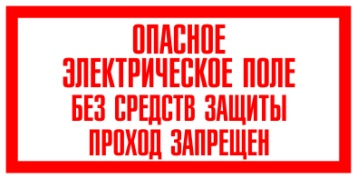 ОПАСНОЕ
ЭЛЕКТРИЧЕСКОЕ ПОЛЕ
БЕЗ СРЕДСТВ ЗАЩИТЫ
ПРОХОД ЗАПРЕЩЕН